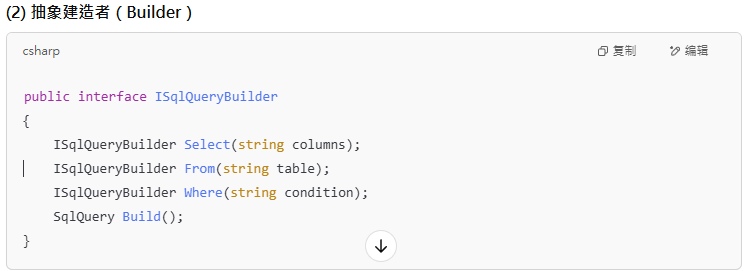 (2) 抽象建造者（Builder）
csharp 复制 编辑
public interface ISqlQueryBuilder
{
    ISqlQueryBuilder Select(string columns);
    ISqlQueryBuilder From(string table);
    ISqlQueryBuilder Where(string condition);
    SqlQuery Build();
}